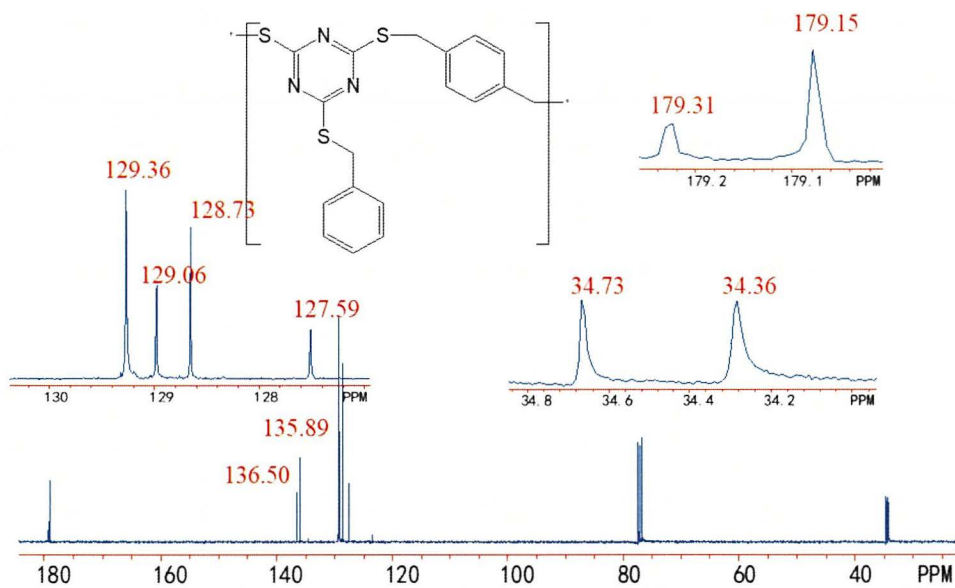 S N S
N N
S
179.15
179.31
179.2 179.1 PPM
129.36
128.73
129.06
127.59
130 129 128 PPM
34.73 34.36
34.8 34.6 34.4 34.2 PPM
135.89
136.50
180 160 140 120 100 80 60 40 PPM